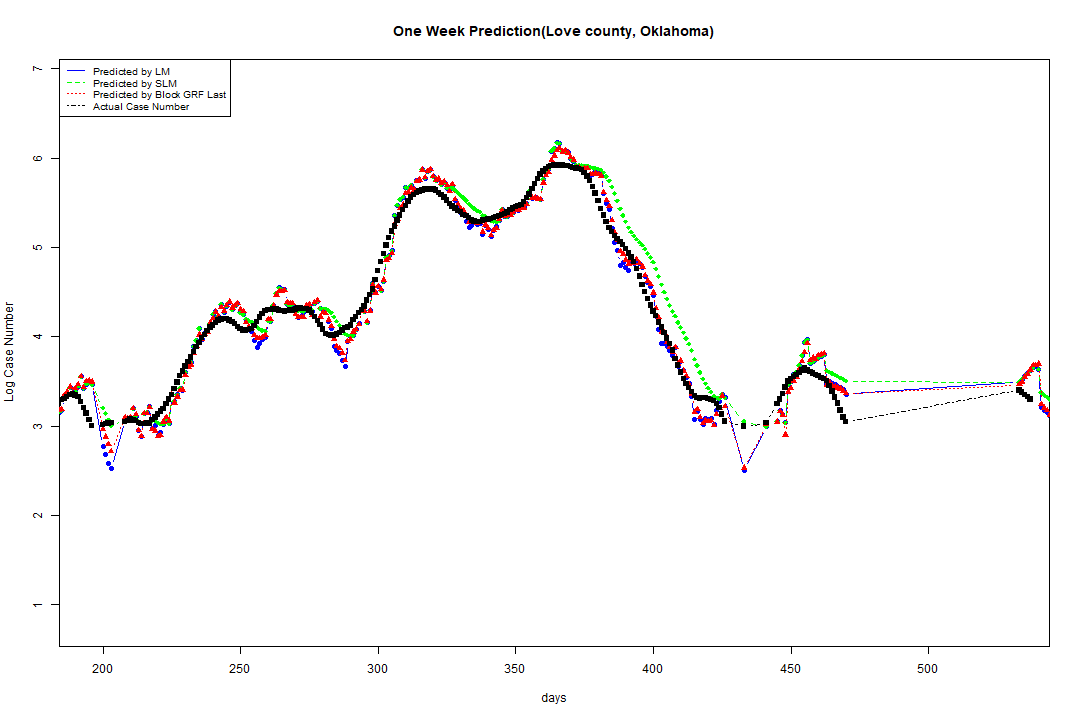 One Week Prediction(Love county, Oklahoma)
Predicted by LM
Predicted by SLM
Predicted by Block GRF Last
Actual Case Number
7
6
5
4
3
2
1
Log Case Number
200 250 300 350 400 450 500
days